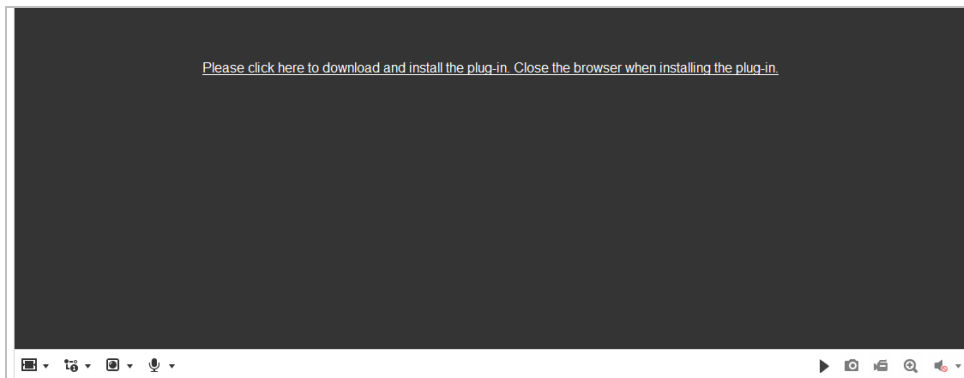 Please click here to download and install the plug-in. Close the browser when installing the plug-in.